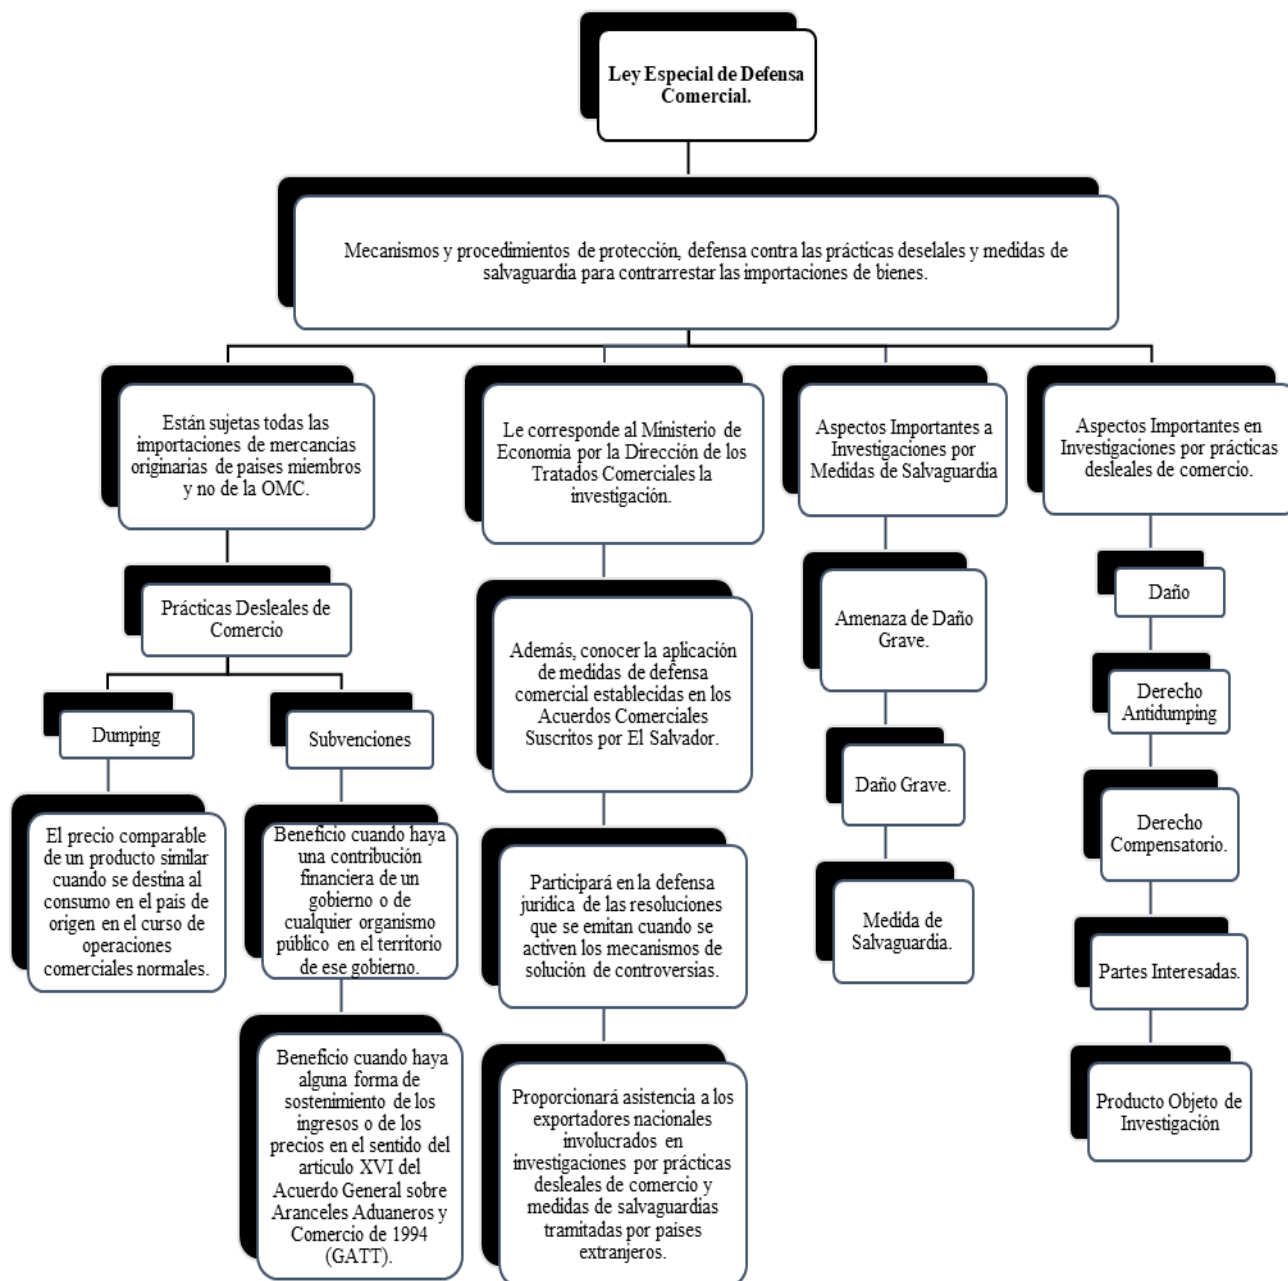 Ley Especial de Defensa
Comercial.
Mecanismos y procedimientos de protección, defensa contra las prácticas deselales y medidas de
salvaguardia para contrarrestar las importaciones de bienes.
Están sujetas todas las
importaciones de mercancías
originarias de países miembros
y no de la OMC.
Prácticas Desleales de
Comercio
Dumping
El precio comparable
de un producto similar
cuando se destina al
consumo en el país de
origen en el curso de
operaciones
comerciales normales.
Subvenciones
Beneficio cuando haya
una contribución
financiera de un
gobierno o de
cualquier organismo
público en el territorio
de ese gobierno.
Beneficio cuando haya
alguna forma de
sostenimiento de los
ingresos o de los
precios en el sentido del
artículo XVI del
Acuerdo General sobre
Aranceles Aduaneros y
Comercio de 1994
(GATT).
Le corresponde al Ministerio de
Economía por la Dirección de los
Tratados Comerciales la
investigación.
Además, conocer la aplicación
de medidas de defensa
comercial establecidas en los
Acuerdos Comerciales
Suscritos por El Salvador.
Participará en la defensa
jurídica de las resoluciones
que se emitan cuando se
activen los mecanismos de
solución de controversias.
Proporcionará asistencia a los
exportadores nacionales
involucrados en
investigaciones por prácticas
desleales de comercio y
medidas de salvaguardias
tramitadas por países
extranjeros.
Aspectos Importantes a
Investigaciones por
Medidas de Salvaguardia
Amenaza de Daño
Grave.
Daño Grave.
Medida de
Salvaguardia.
Aspectos Importantes en
Investigaciones por prácticas
desleales de comercio.
Daño
Derecho
Antidumping
Derecho
Compensatorio.
Partes Interesadas.
Producto Objeto de
Investigación